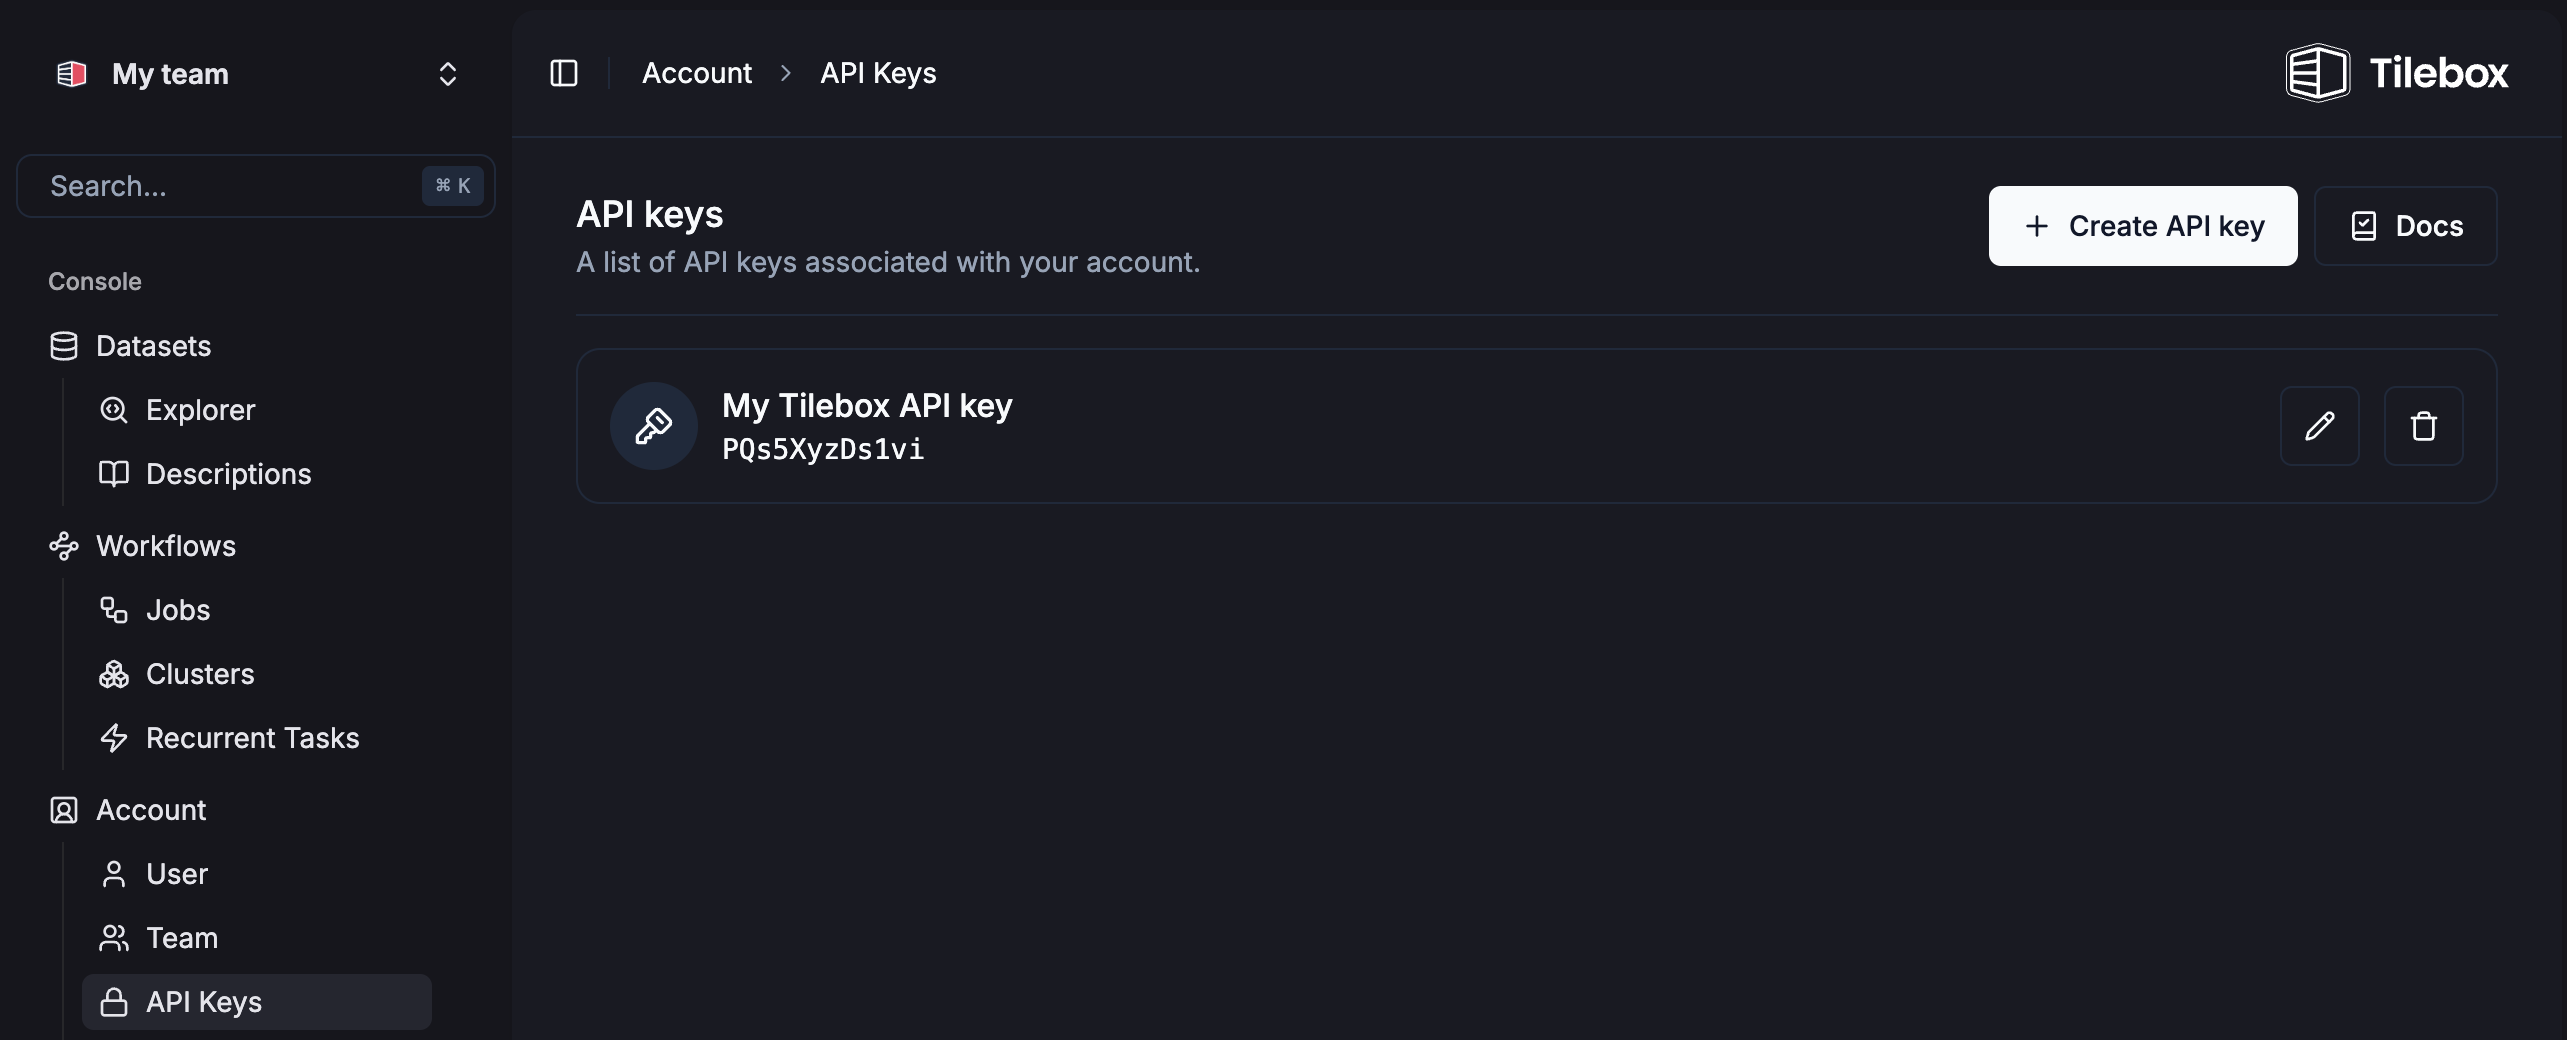 My team
Search...
⌘ K
Console
Datasets
Explorer
Descriptions
Workflows
Jobs
Clusters
Recurrent Tasks
Account
User
Team
API Keys
Account > API Keys
Tilebox
API keys
A list of API keys associated with your account.
+ Create API key
Docs
My Tilebox API key
PQs5XyzDs1vi